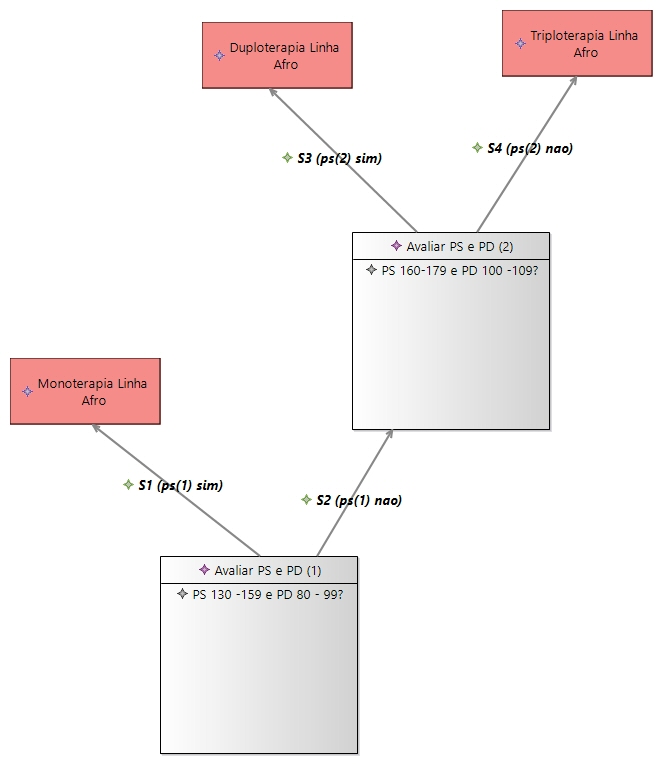 Duploterapia Linha
Afro
Triploterapia Linha
Afro
S3 (ps(2) sim)
S4 (ps(2) nao)
Avaliar PS e PD (2)
PS 160-179 e PD 100 -109?
Monoterapia Linha
Afro
S1 (ps(1) sim)
S2 (ps(1) nao)
Avaliar PS e PD (1)
PS 130 -159 e PD 80 - 99?